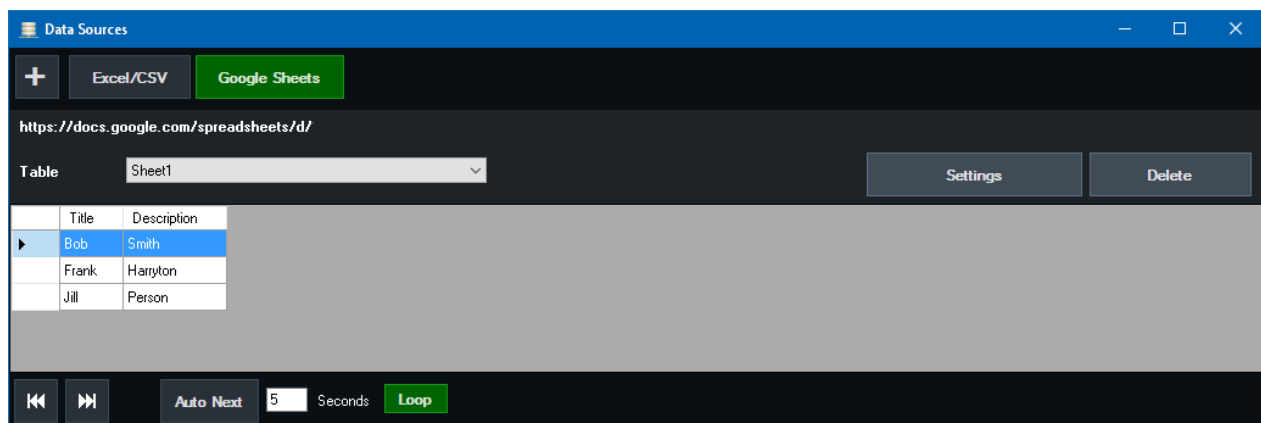 Data Sources
Excel/CSV Google Sheets
https://docs.google.com/spreadsheets/d/
Table Sheet1 Settings Delete
Title Description
Bob Smith
Frank Harryton
Jill Person
Auto Next 5 Seconds Loop